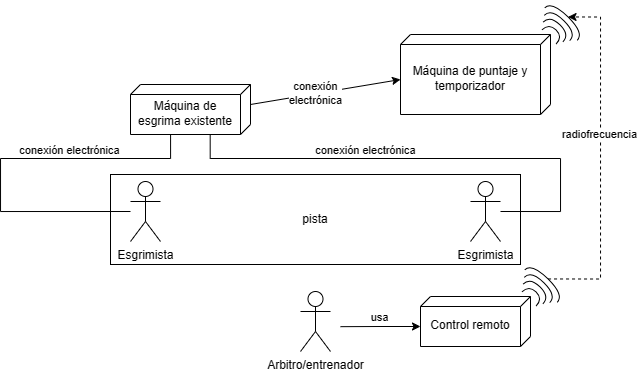 Máquina de puntaje y
temporizador
conexión
electrónica
Máquina de
esgrima existente
radiofrecuencia
conexión electrónica
conexión electrónica
pista
Esgrimista
Esgrimista
usa
Control remoto
Arbitro/entrenador